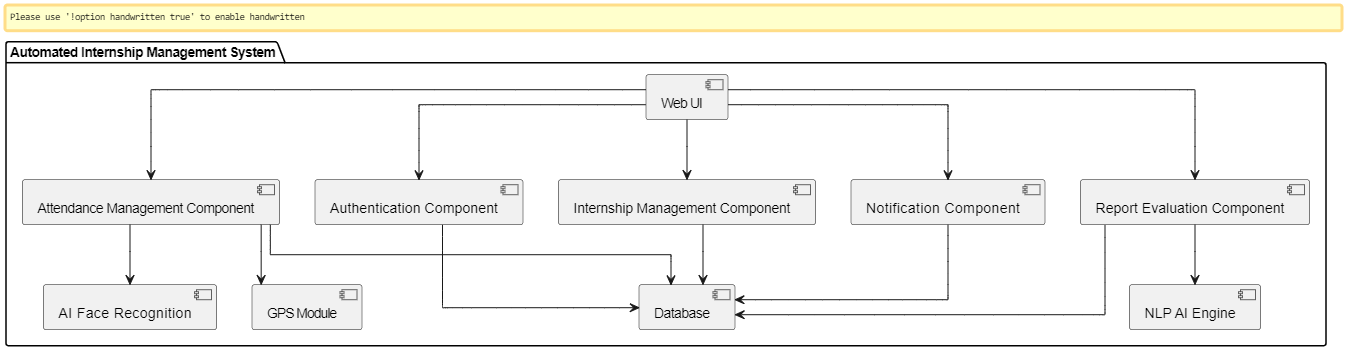 Please use '!option handwritten true' to enable handwritten
Automated Internship Management System
Web UI
Attendance Management Component
Authentication Component
Internship Management Component
Notification Component
Report Evaluation Component
AI Face Recognition
GPS Module
Database
NLP AI Engine